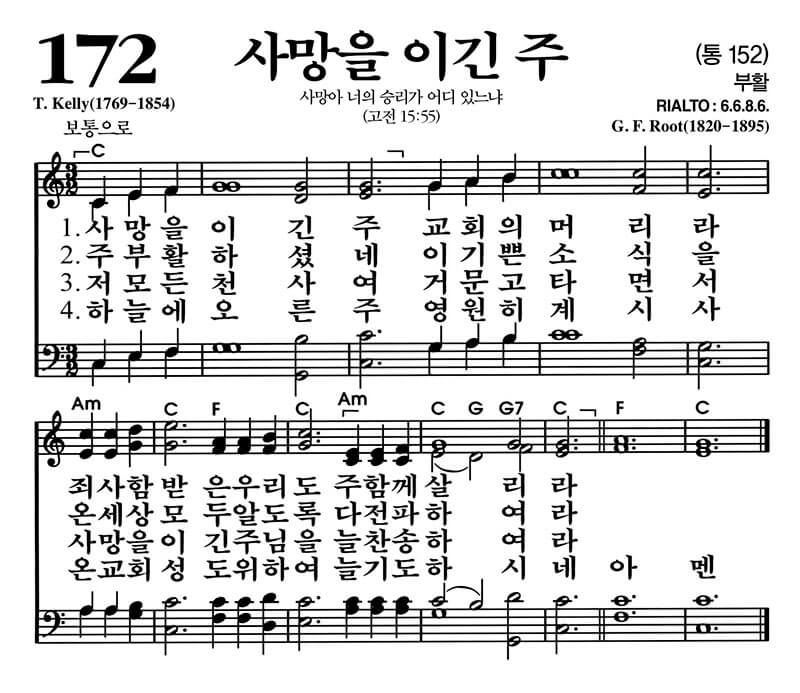 172 사망을 이긴 주 (통 152)
부활
T. Kelly(1769-1854) 사망아 너의 승리가 어디 있느냐 RIALTO : 6.6.8.6.
보통으로 (고전 15:55) G. F. Root(1820-1895)
C
1. 사망을 이 긴 주 교회의 머 리 라
2. 주부활 하 셨 네 이기쁜 소 식 을
3. 저모든 천 사 여 거문고 타 면 서
4. 하늘에 오 른 주 영원히 계 시 사
Am C F C Am C G G7 C F C
죄사함 받 은우리 도 주함께 살 리 라
온세상 모 두알도 록 다전파 하 여 라
사망을 이 긴주님 을 늘찬송 하 여 라
온교회 성 도위하 여 늘기도 하 시 네 아 멘